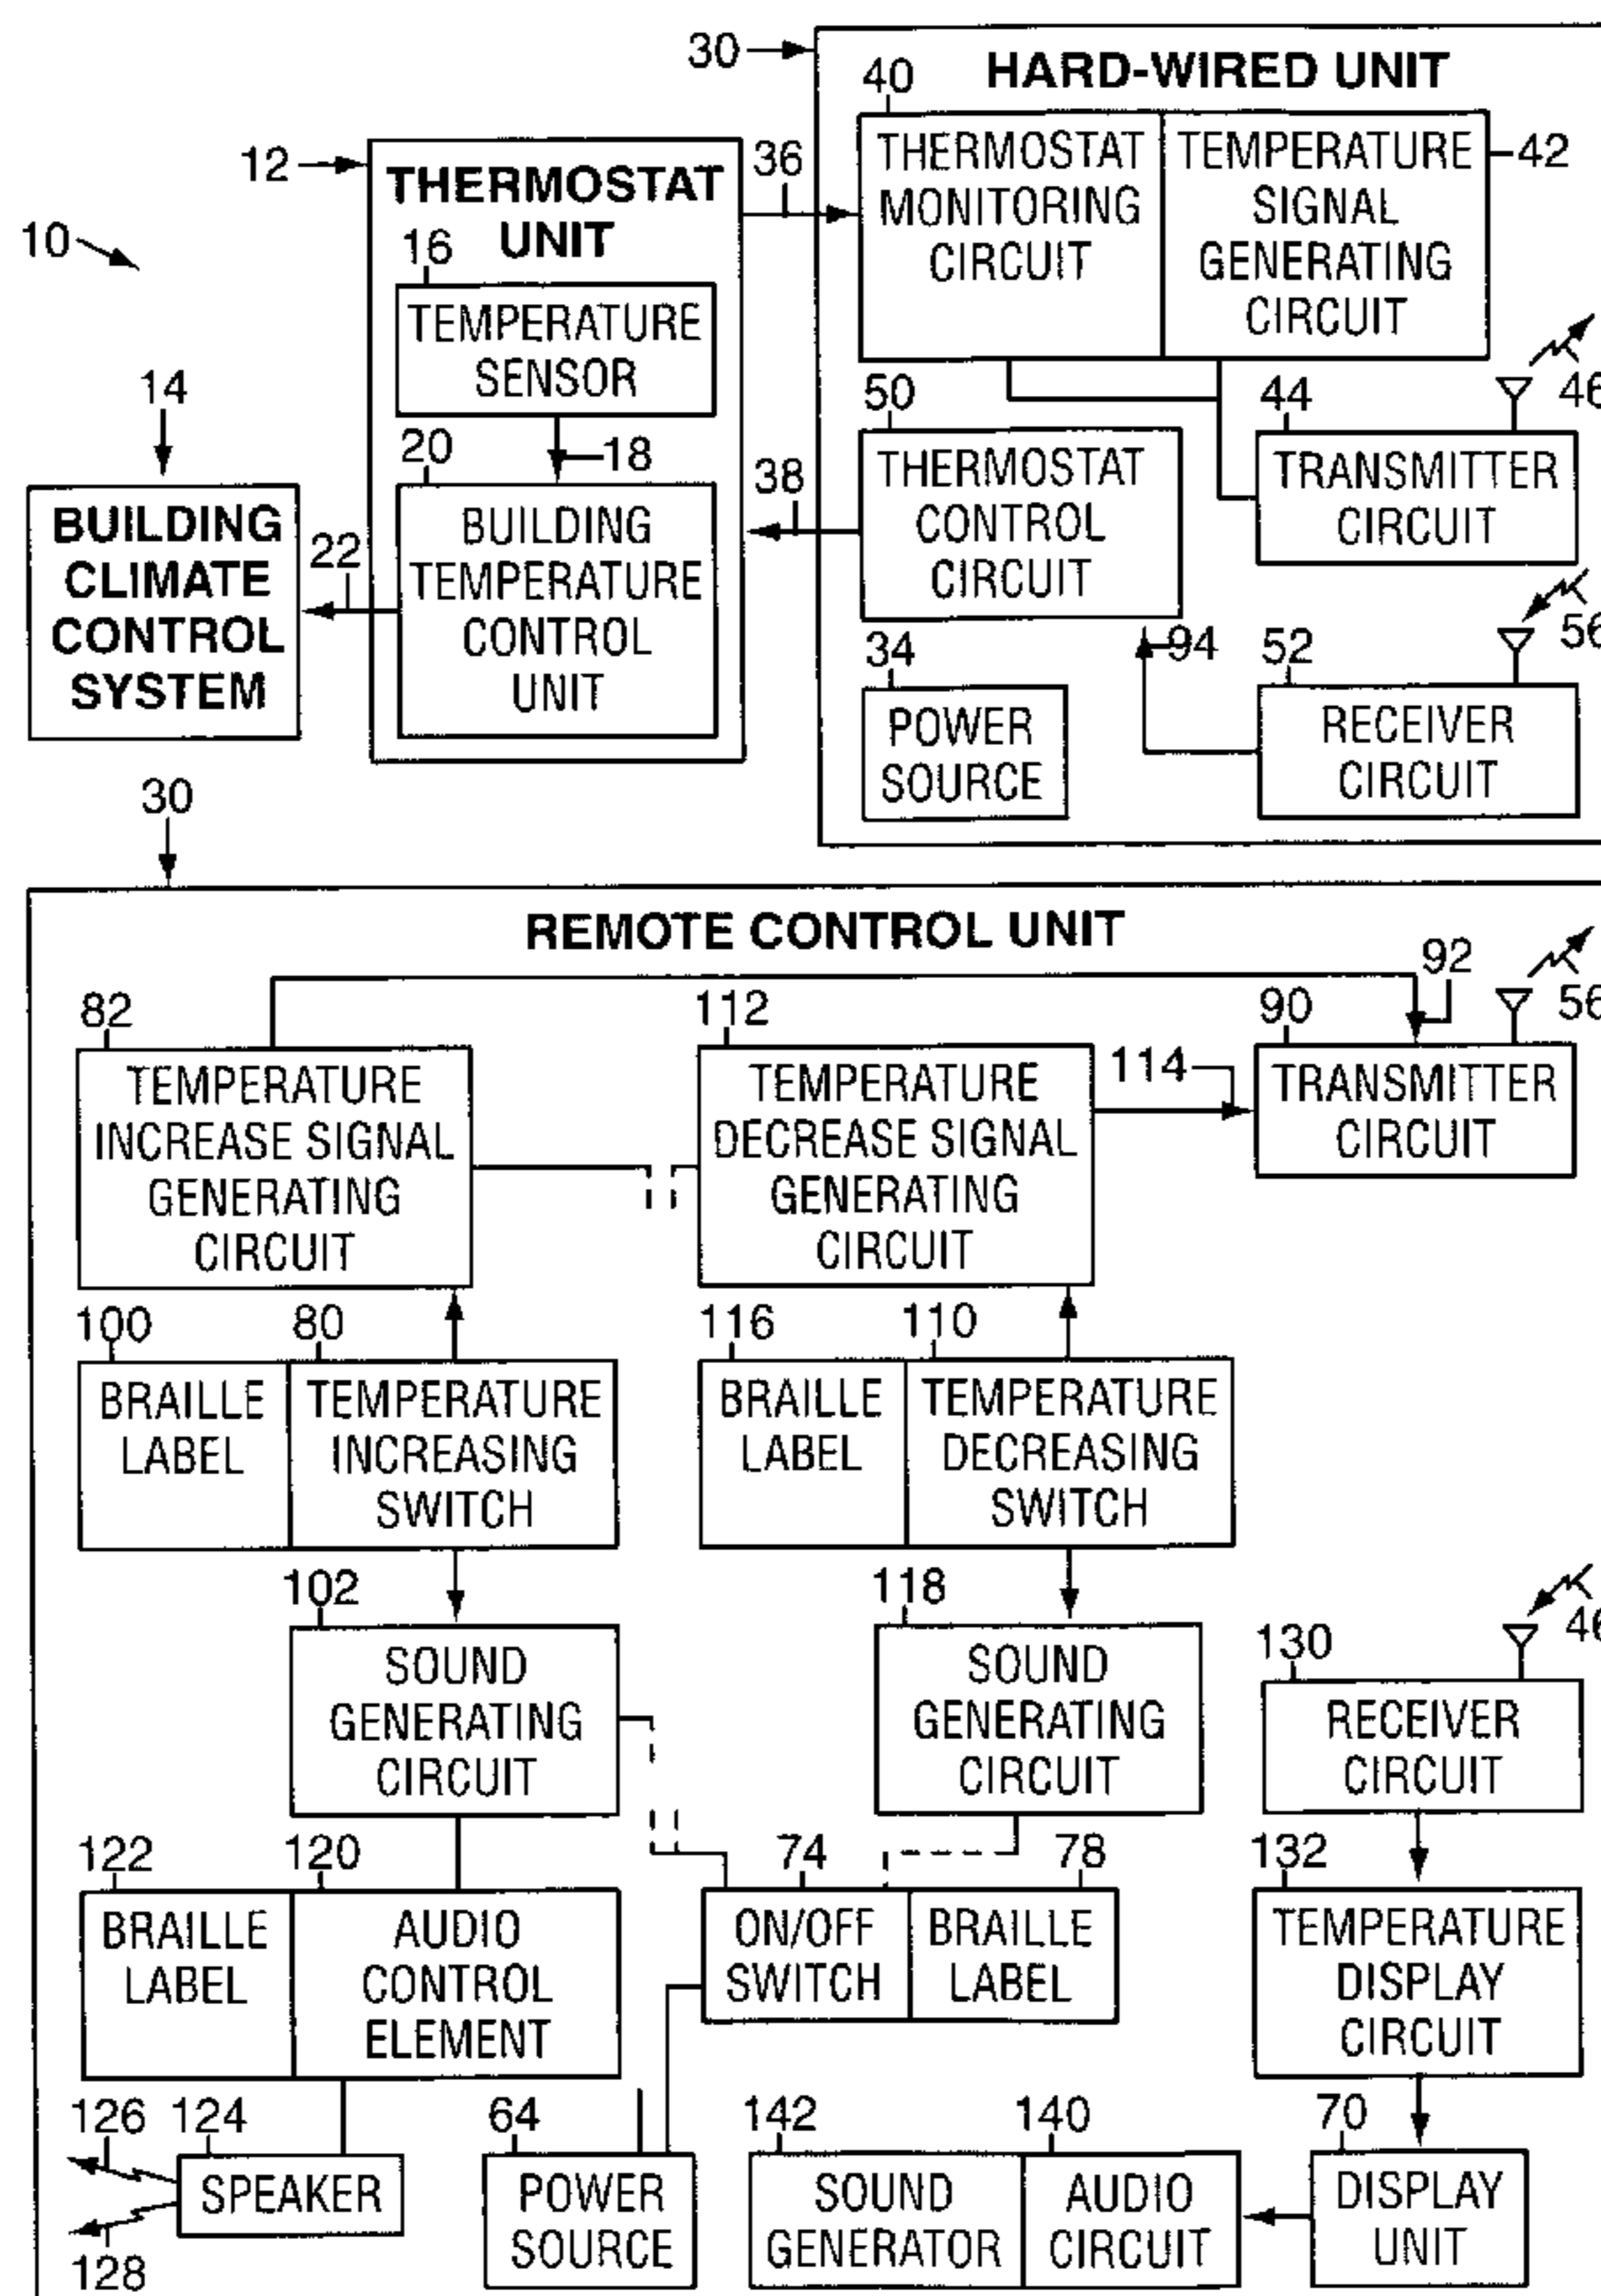 30
HARD-WIRED UNIT
40
THERMOSTAT
MONITORING
CIRCUIT
TEMPERATURE
SIGNAL
GENERATING
CIRCUIT
42
12
THERMOSTAT
UNIT
36
10
16
TEMPERATURE
SENSOR
14
18
20
BUILDING
TEMPERATURE
CONTROL
UNIT
38
22
BUILDING
CLIMATE
CONTROL
SYSTEM
50
THERMOSTAT
CONTROL
CIRCUIT
44
46
TRANSMITTER
CIRCUIT
94
34
POWER
SOURCE
52
56
RECEIVER
CIRCUIT
30
REMOTE CONTROL UNIT
92
82
TEMPERATURE
INCREASE SIGNAL
GENERATING
CIRCUIT
112
TEMPERATURE
DECREASE SIGNAL
GENERATING
CIRCUIT
114
90
56
TRANSMITTER
CIRCUIT
100
BRAILLE
LABEL
80
TEMPERATURE
INCREASING
SWITCH
116
BRAILLE
LABEL
110
TEMPERATURE
DECREASING
SWITCH
102
SOUND
GENERATING
CIRCUIT
118
SOUND
GENERATING
CIRCUIT
130
46
RECEIVER
CIRCUIT
122
BRAILLE
LABEL
120
AUDIO
CONTROL
ELEMENT
74
ON/OFF
SWITCH
78
BRAILLE
LABEL
132
TEMPERATURE
DISPLAY
CIRCUIT
126
124
SPEAKER
128
64
POWER
SOURCE
142
SOUND
GENERATOR
140
AUDIO
CIRCUIT
70
DISPLAY
UNIT